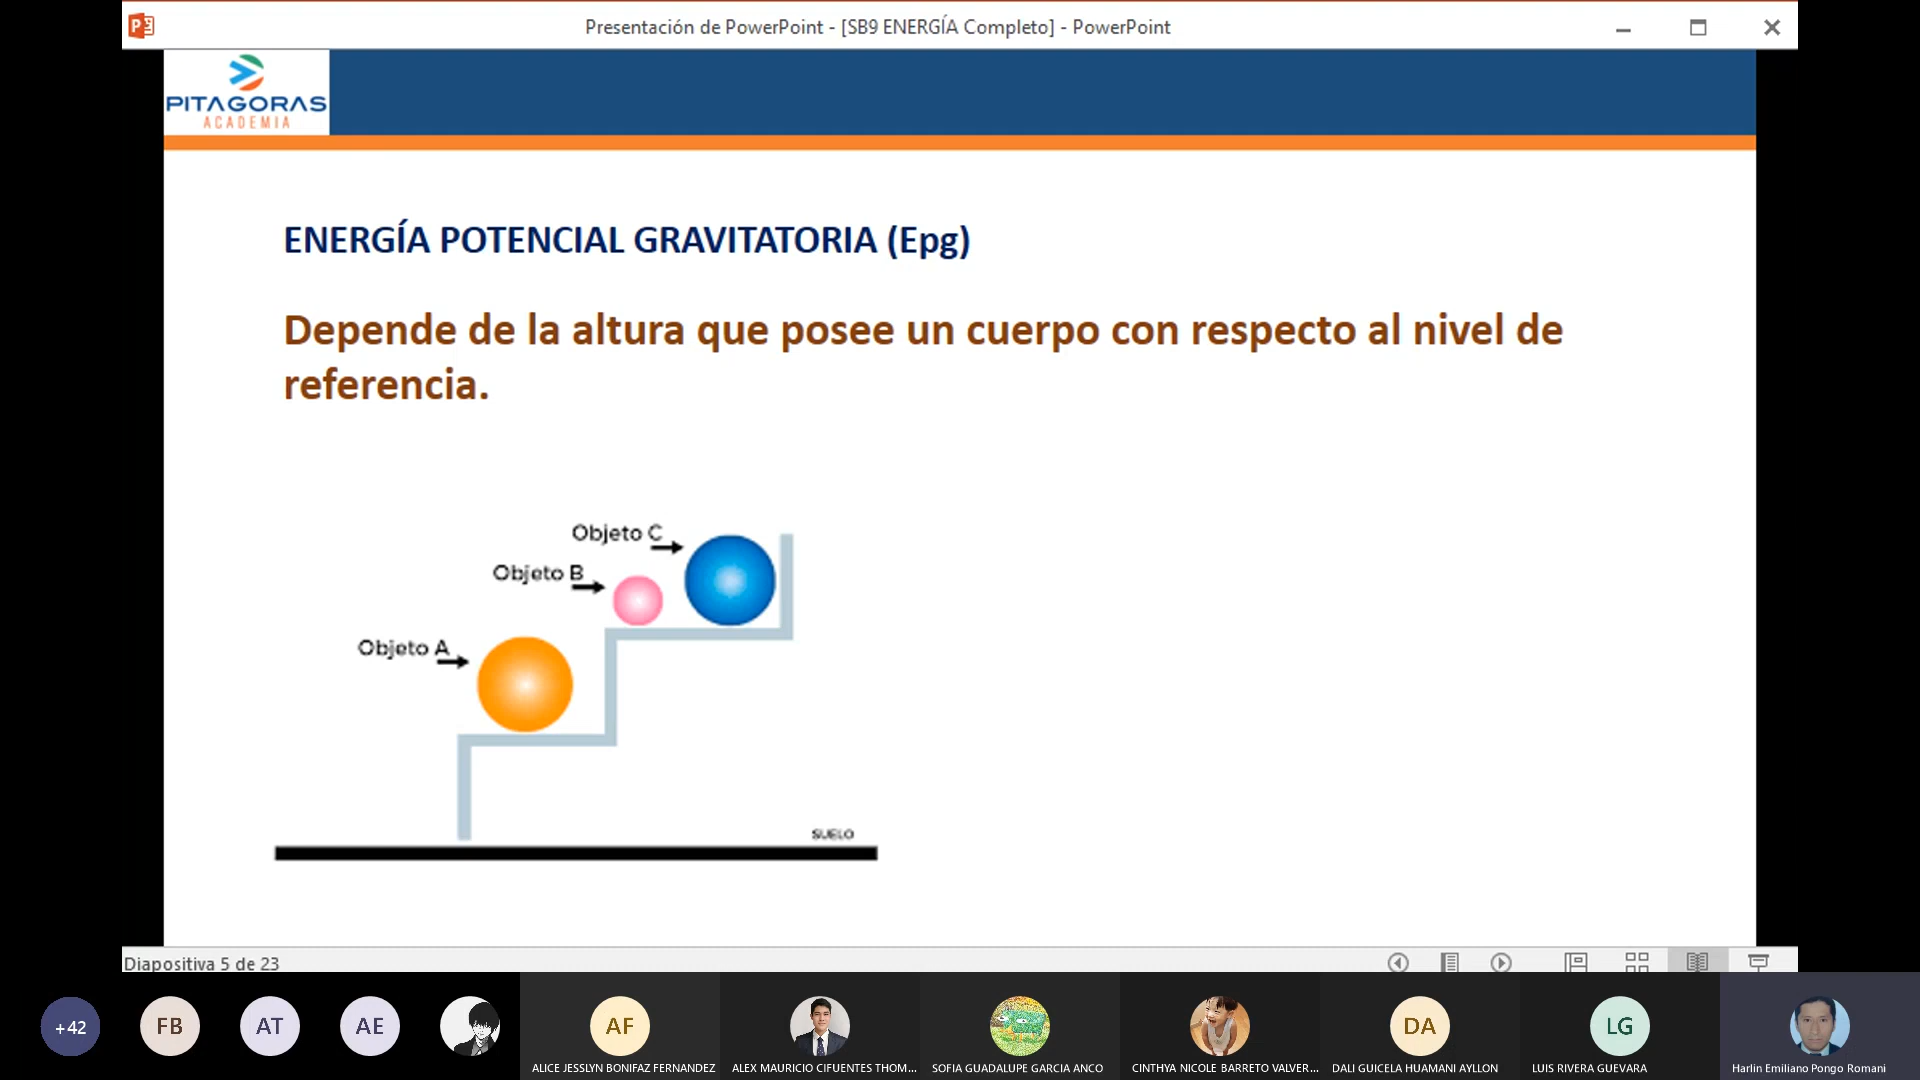 Presentación de PowerPoint - [SB9 ENERGÍA Completo] - PowerPoint
PITAGORAS
ACADEMIA
ENERGÍA POTENCIAL GRAVITATORIA (Epg)
Depende de la altura que posee un cuerpo con respecto al nivel de
referencia.
Objeto C
Objeto B
Objeto A
SUELO
Diapositiva 5 de 23
+42
FB
AT
AE
AF
DA
LG
ALICE JESSLYN BONIFAZ FERNANDEZ
ALEX MAURICIO CIFUENTES THOM...
SOFIA GUADALUPE GARCIA ANCO
CINTHYA NICOLE BARRETO VALVER...
DALI GUICELA HUAMANI AYLLON
LUIS RIVERA GUEVARA
Harlin Emiliano Pongo Romani